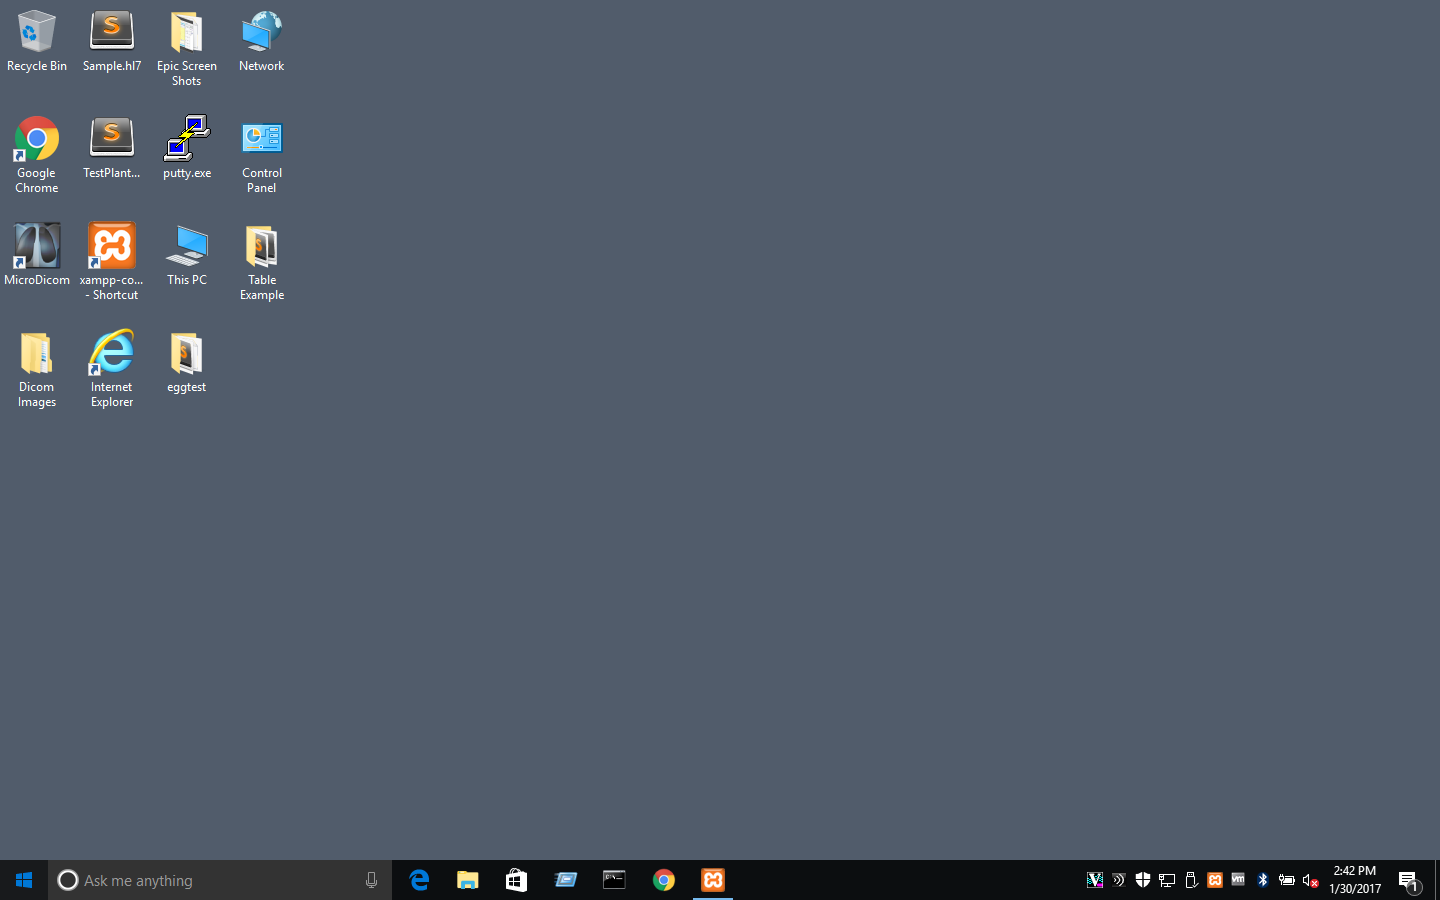 Recycle Bin
Sample.hl7
Epic Screen
Shots
Network
Google
Chrome
TestPlant...
putty.exe
Control
Panel
MicroDicom
xampp-co...
- Shortcut
This PC
Table
Example
Dicom
Images
Internet
Explorer
eggtest
Ask me anything
2:42 PM
1/30/2017
1